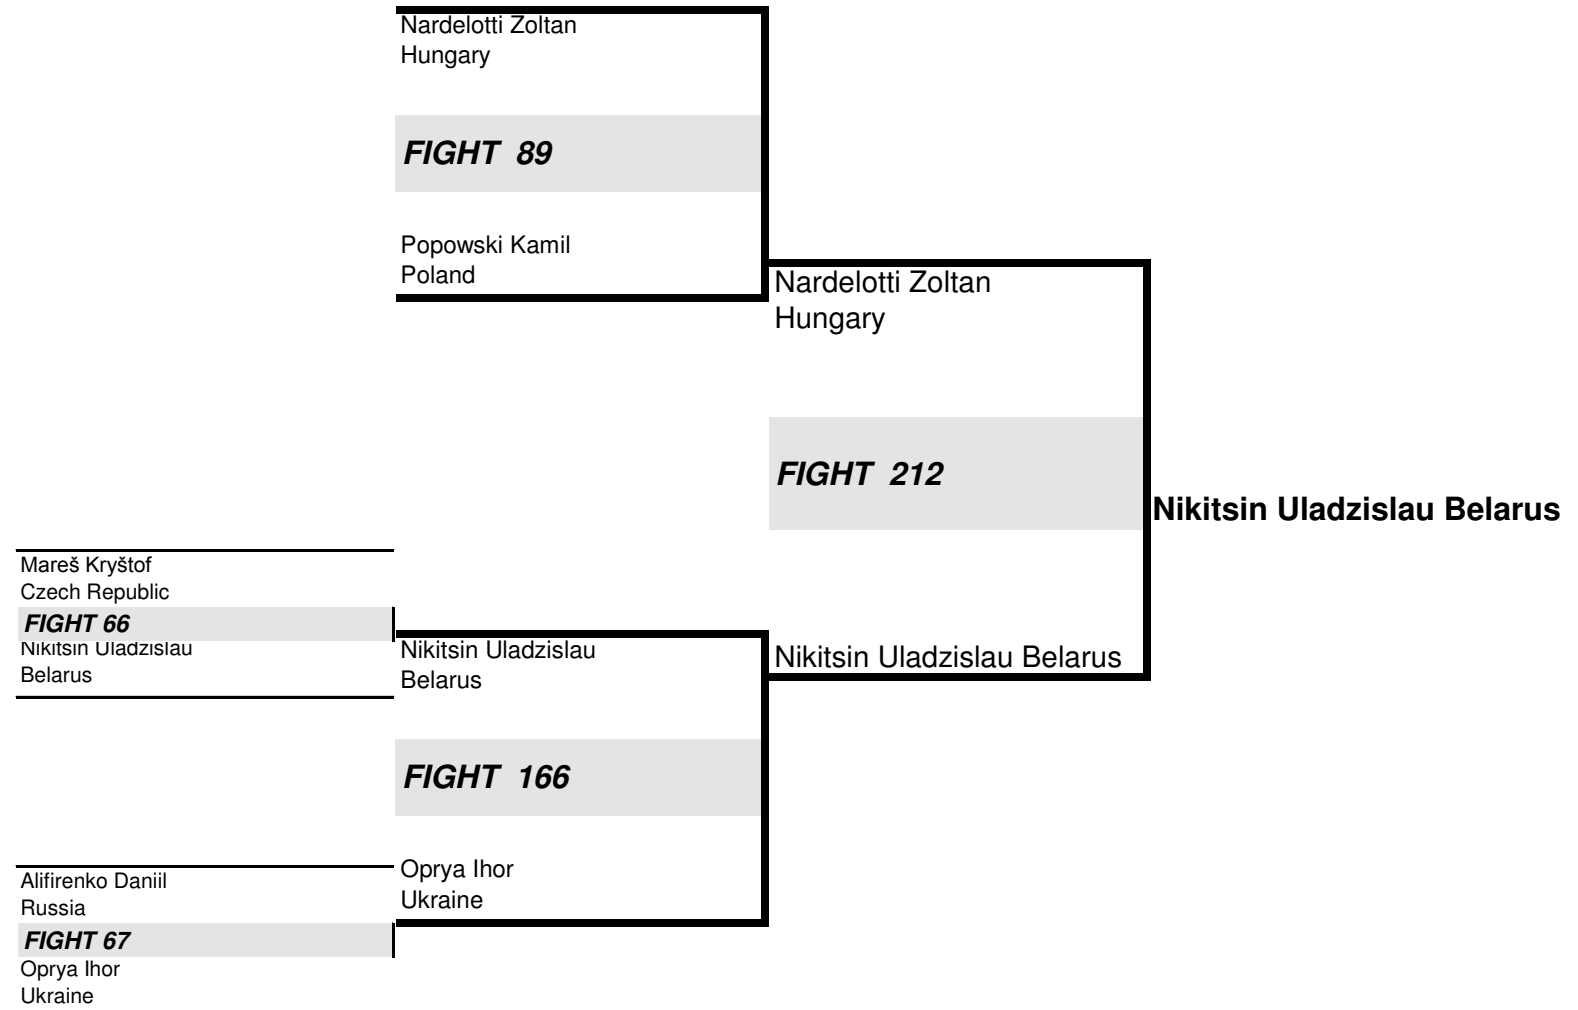 Nardelotti Zoltan
Hungary
FIGHT 89
Popowski Kamil
Poland
Nardelotti Zoltan
Hungary
FIGHT 212
Nikitsin Uladzislau Belarus
Mareš Kryštof
Czech Republic
FIGHT 66
Nikitsin Uladzislau
Belarus
Nikitsin Uladzislau
Belarus
Nikitsin Uladzislau Belarus
FIGHT 166
Alifirenko Daniil
Russia
FIGHT 67
Oprya Ihor
Ukraine
Oprya Ihor
Ukraine